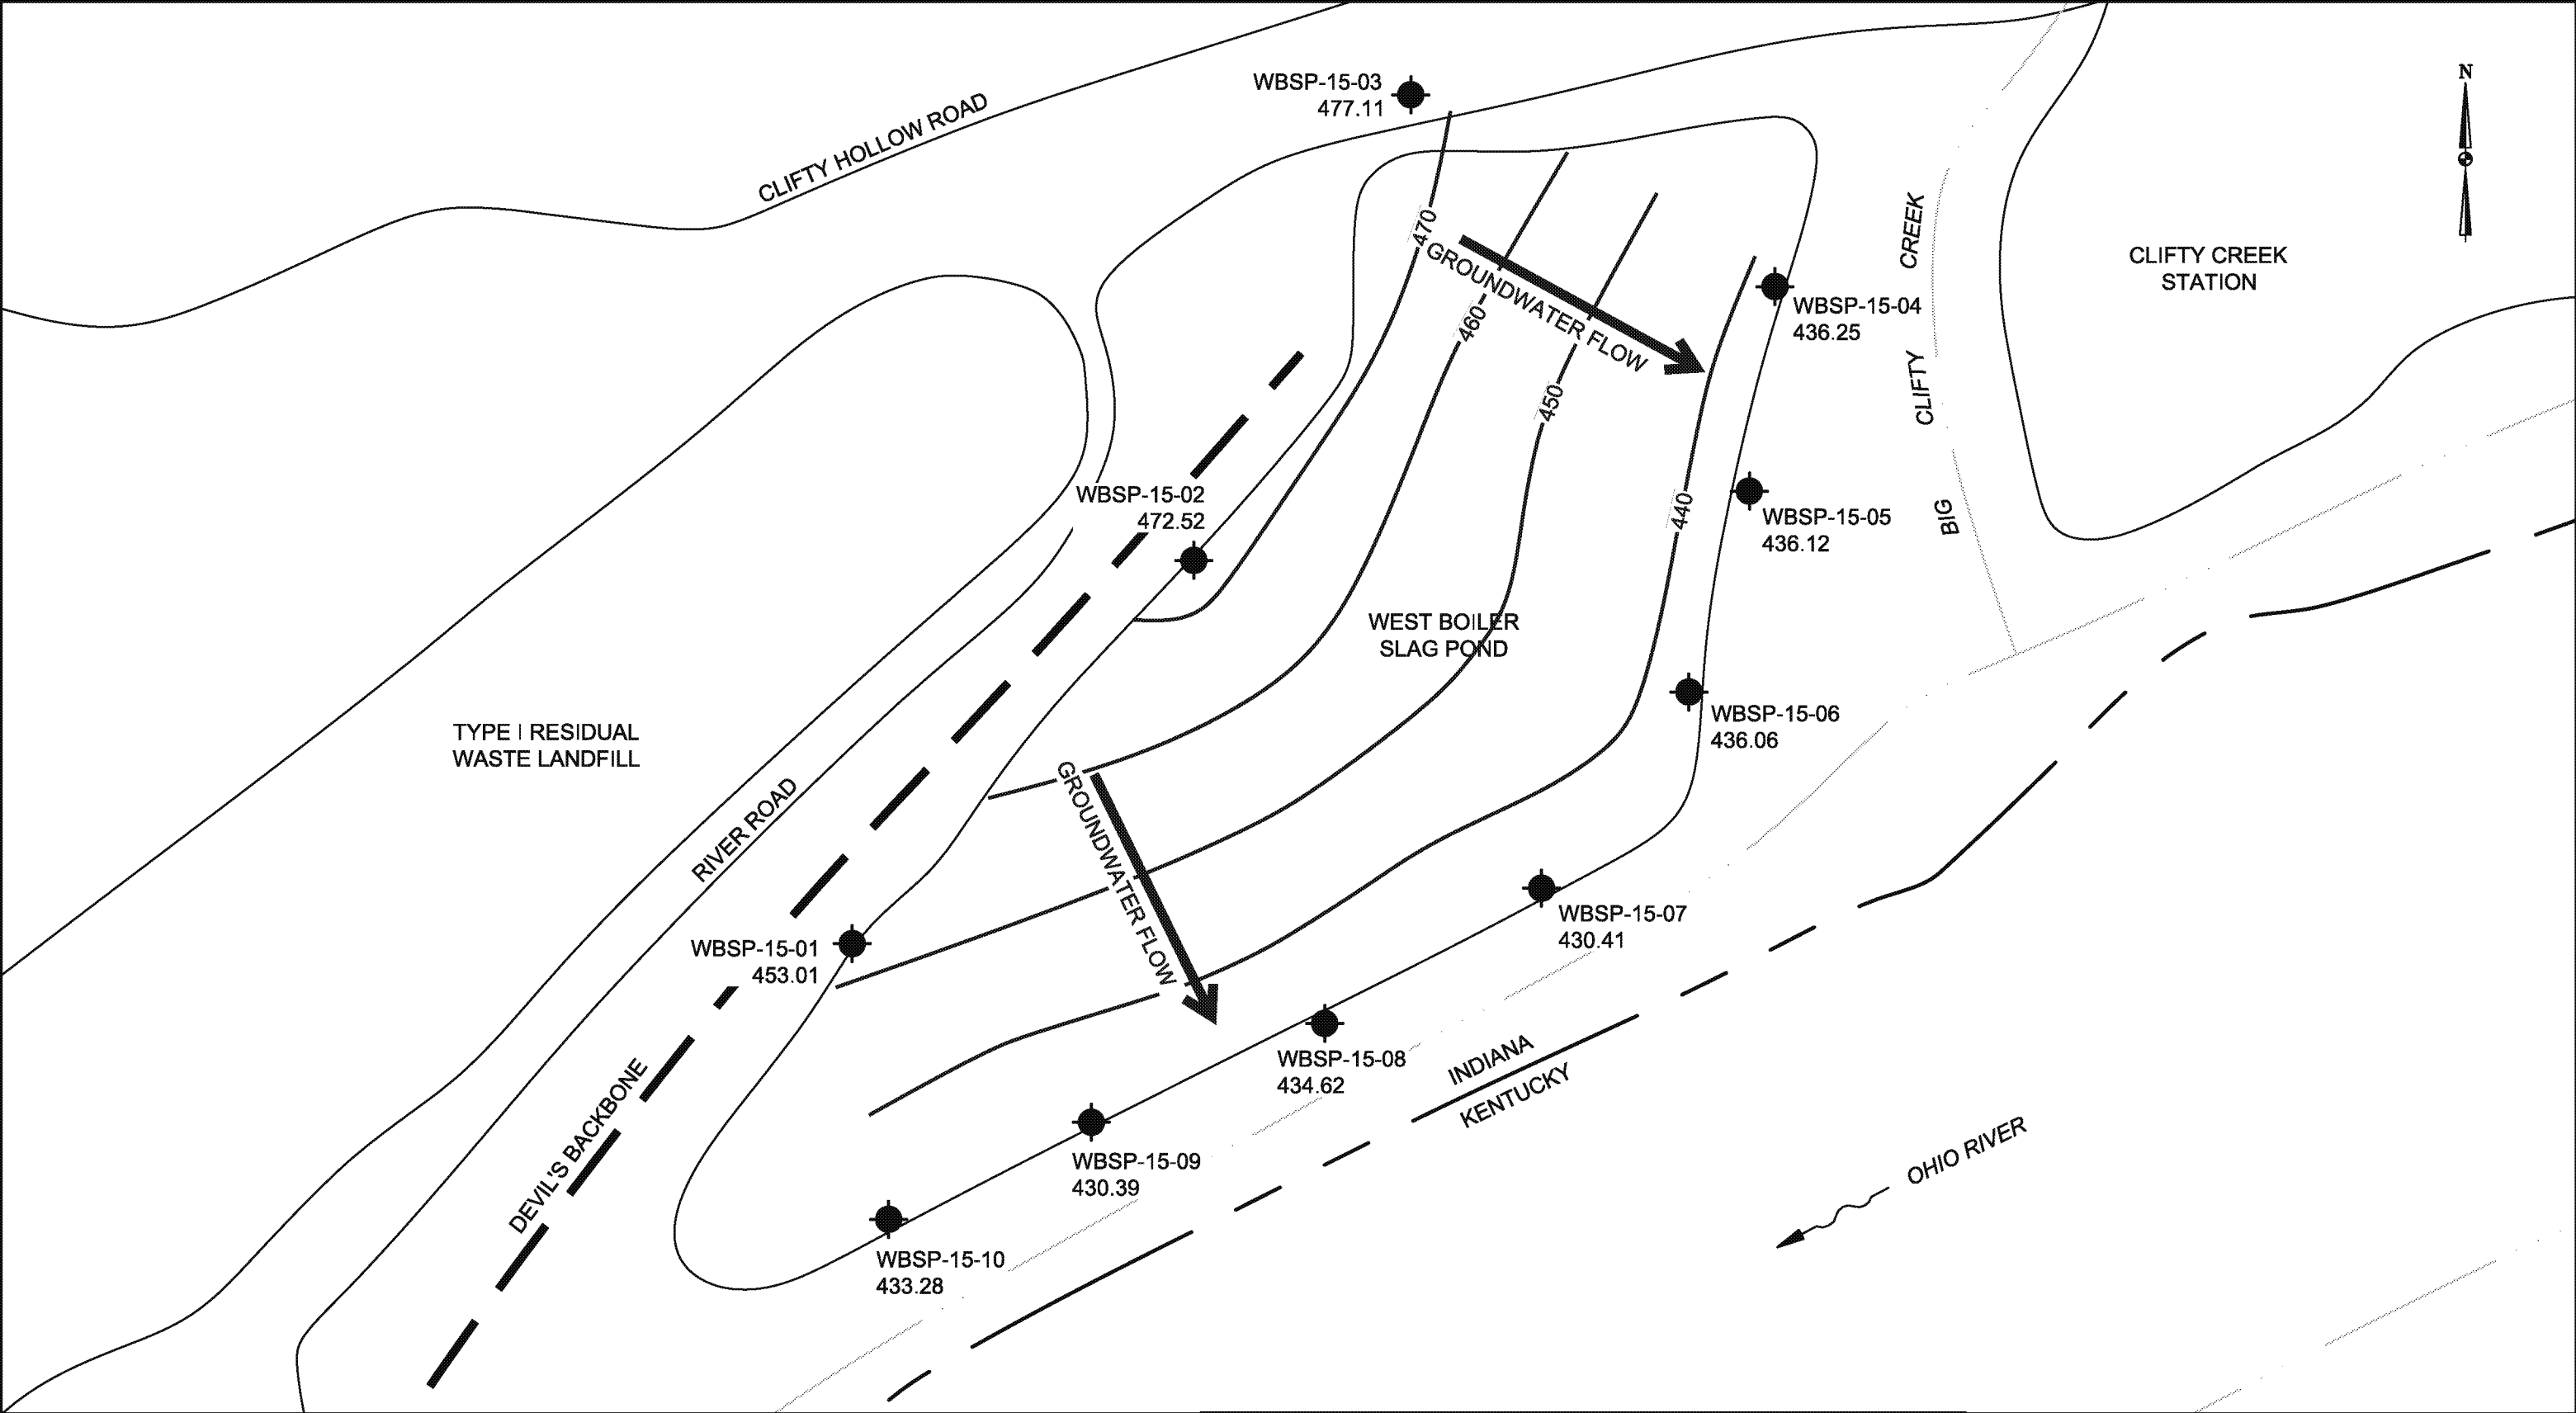 WBSP-15-03
477.11
N
CLIFTY HOLLOW ROAD
470
GROUNDWATER FLOW
460
450
440
WBSP-15-04
436.25
BIG CLIFTY CREEK
CLIFTY CREEK
STATION
WBSP-15-02
472.52
WBSP-15-05
436.12
WEST BOILER
SLAG POND
WBSP-15-06
436.06
TYPE I RESIDUAL
WASTE LANDFILL
RIVER ROAD
GROUNDWATER FLOW
WBSP-15-01
453.01
WBSP-15-07
430.41
WBSP-15-08
434.62
INDIANA
KENTUCKY
DEVIL'S BACKBONE
WBSP-15-09
430.39
OHIO RIVER
WBSP-15-10
433.28